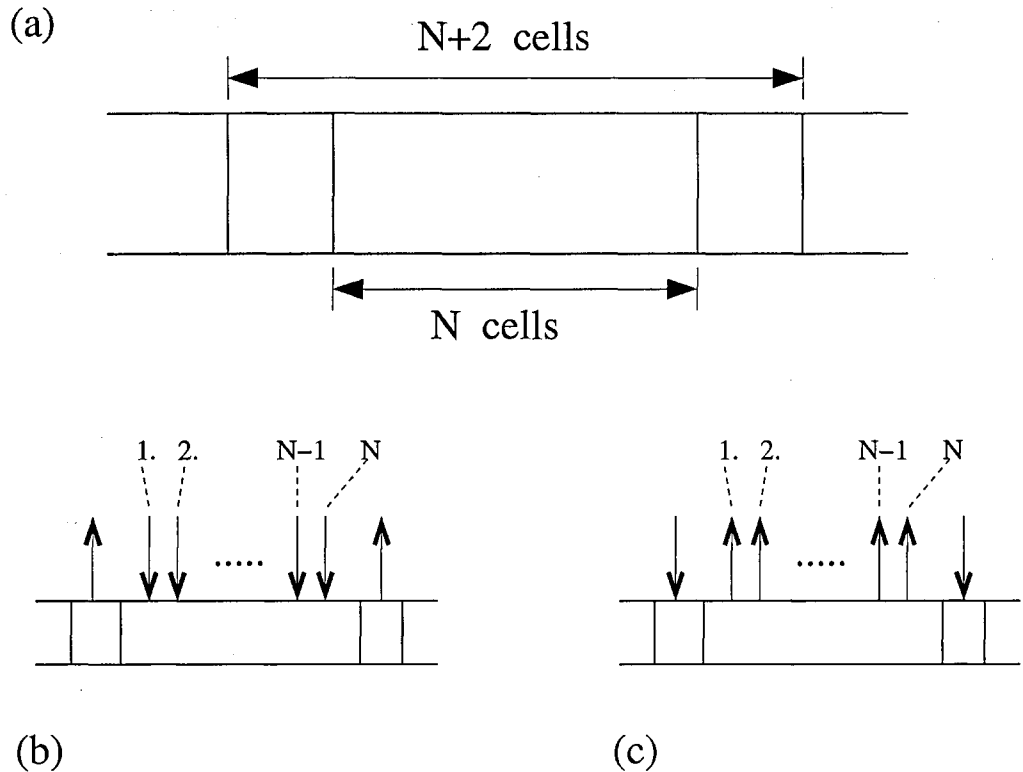 (a)
N+2 cells
N cells
1. 2. N−1 N
.....
(b)
1. 2. N−1 N
.....
(c)